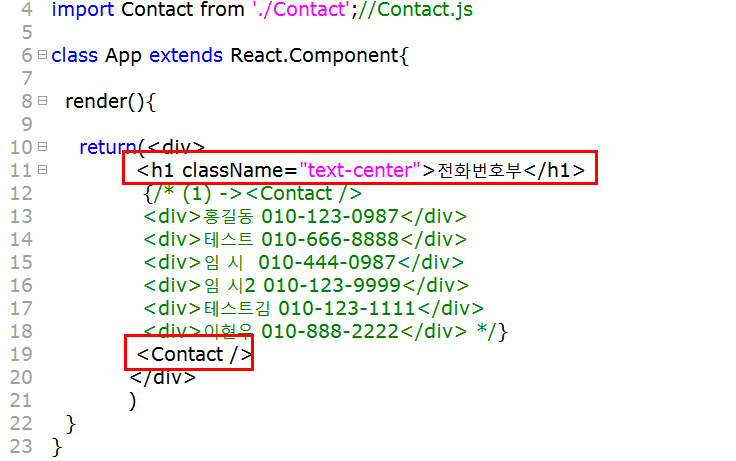 4 import Contact from './Contact';//Contact.js
5
6 class App extends React.Component{
7
8 render(){
9
10 return(<div>
11 <h1 className="text-center">전화번호부</h1>
12 {/* (1) -><Contact />
13 <div>홍길동 010-123-0987</div>
14 <div>테스트 010-666-8888</div>
15 <div>임 시  010-444-0987</div>
16 <div>임 시2 010-123-9999</div>
17 <div>테스트김 010-123-1111</div>
18 <div>이현우 010-888-2222</div> */}
19 <Contact />
20 </div>
21 )
22 }
23 }